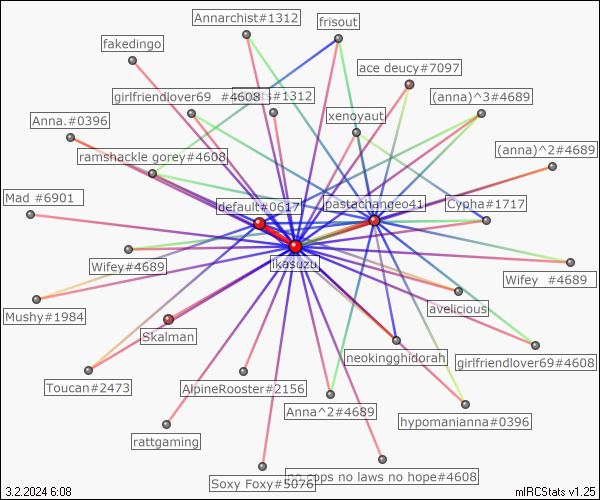 Annarchist#1312
frisout
fakedingo
ace deucy#7097
girlfriendlover69 #4608
#1312
(anna)^3#4689
Anna.#0396
xenoyaut
ramshackle gorey#4608
(anna)^2#4689
Mad #6901
default#0617
pastachangeo41
Cypha#1717
ikasuzu
Wifey#4689
Wifey #4689
Mushy#1984
avelicious
Skalman
neokingghidorah
girlfriendlover69#4608
Toucan#2473
AlpineRooster#2156
Anna^2#4689
hypomanianna#0396
rattgaming
Soxy Foxy#5076
cops no laws no hope#4608
3.2.2024 6:08
mIRCStats v1.25